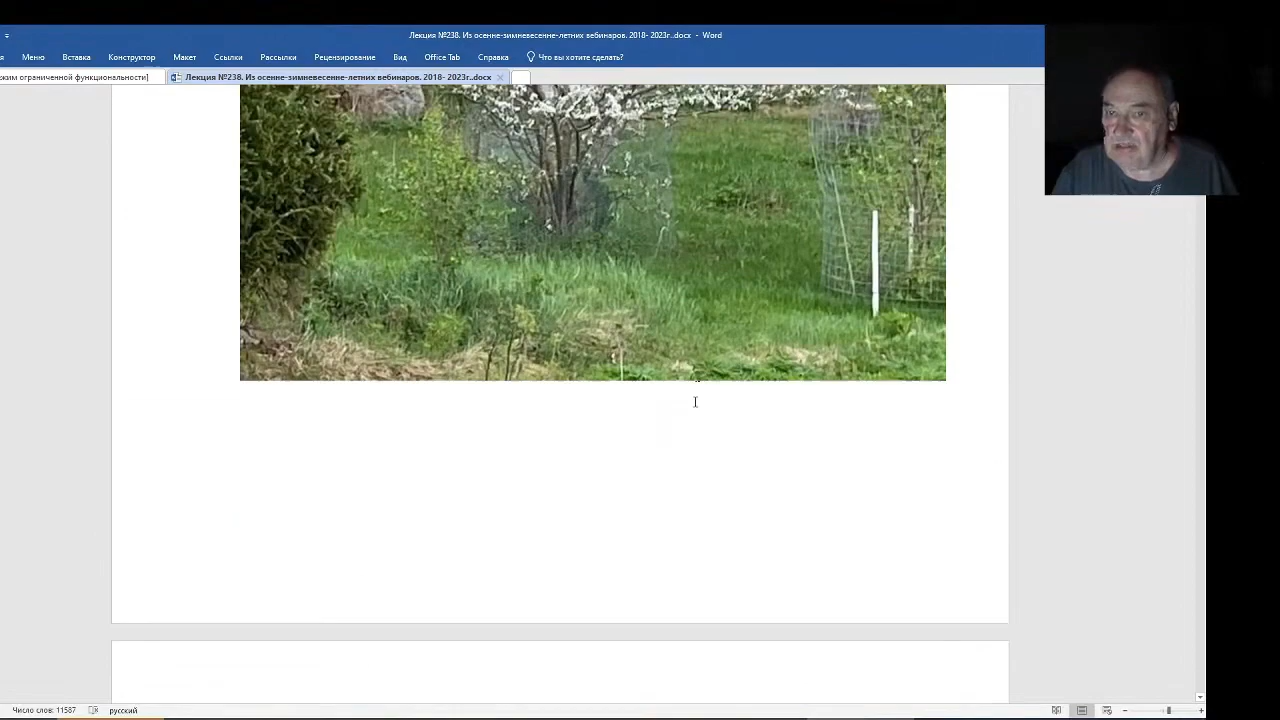 Лекция №238. Из осенне-зимневесенне-летних вебинаров. 2018- 2023г..docx - Word
я Меню Вставка Конструктор Макет Ссылки Рассылки Рецензирование Вид Office Tab Справка Что вы хотите сделать?
жим ограниченной функциональности] Лекция №238. Из осенне-зимневесенне-летних вебинаров. 2018- 2023г..docx
Число слов: 11587 русский